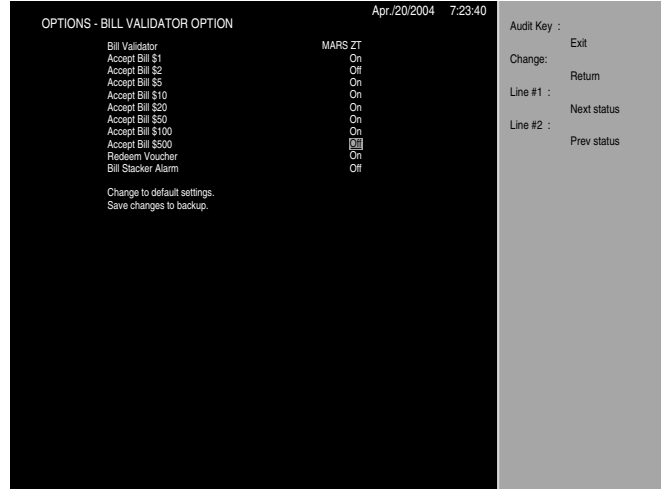 Apr./20/2004 7:23:40
OPTIONS - BILL VALIDATOR OPTION
Bill Validator MARS ZT
Accept Bill $1 On
Accept Bill $2 Off
Accept Bill $5 On
Accept Bill $10 On
Accept Bill $20 On
Accept Bill $50 On
Accept Bill $100 On
Accept Bill $500 Off
Redeem Voucher On
Bill Stacker Alarm Off
Change to default settings.
Save changes to backup.
Audit Key :
Exit
Change:
Return
Line #1 :
Next status
Line #2 :
Prev status